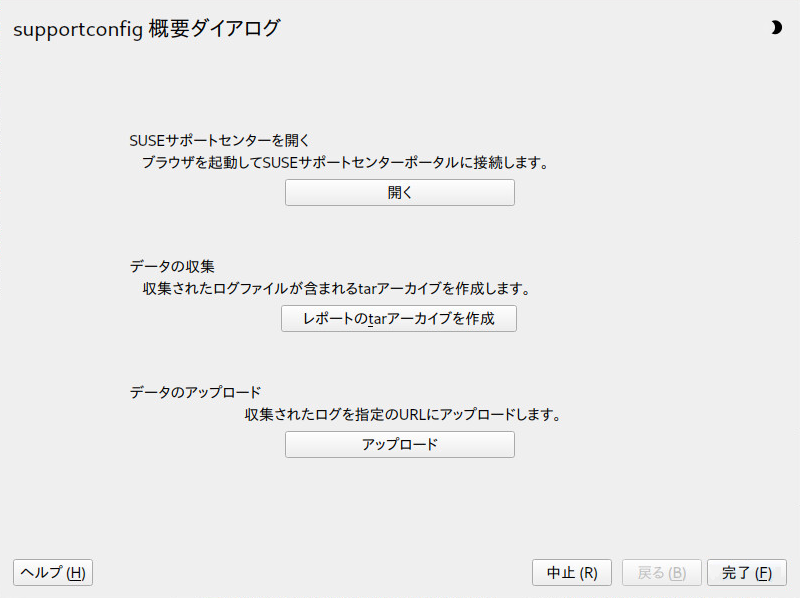 supportconfig 概要ダイアログ
SUSEサポートセンターを開く
ブラウザを起動してSUSEサポートセンターポータルに接続します。
開く
データの収集
収集されたログファイルが含まれるtarアーカイブを作成します。
レポートのtarアーカイブを作成
データのアップロード
収集されたログを指定のURLにアップロードします。
アップロード
ヘルプ (H)
中止 (R)
戻る (B)
完了 (F)